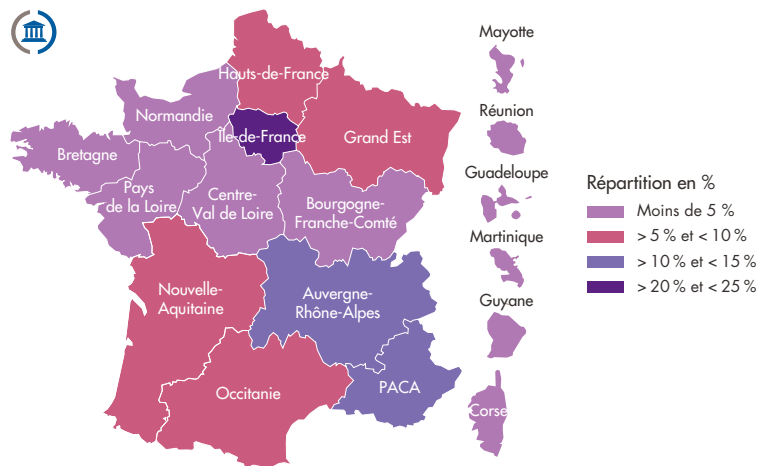 Hauts-de-France
Normandie
Île-de-France
Grand Est
Bretagne
Pays
de la Loire
Centre-
Val de Loire
Bourgogne-
Franche-Comté
Nouvelle-
Aquitaine
Auvergne-
Rhône-Alpes
Occitanie
PACA
Mayotte
Réunion
Guadeloupe
Martinique
Guyane
Corse
Répartition en %
Moins de 5 %
> 5 % et < 10 %
> 10 % et < 15 %
> 20 % et < 25 %